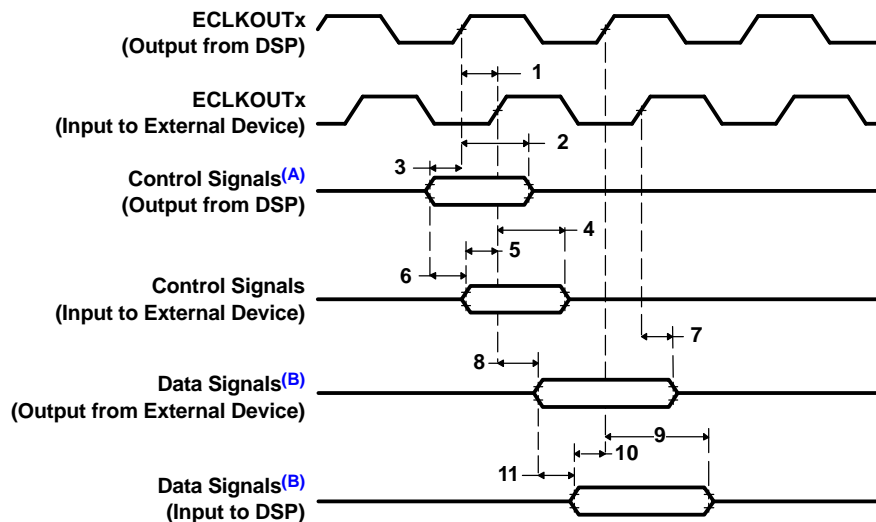 ECLKOUTx
(Output from DSP)
1
ECLKOUTx
(Input to External Device)
2
3
Control Signals(A)
(Output from DSP)
4
5
6
Control Signals
(Input to External Device)
7
8
Data Signals(B)
(Output from External Device)
9
10
11
Data Signals(B)
(Input to DSP)